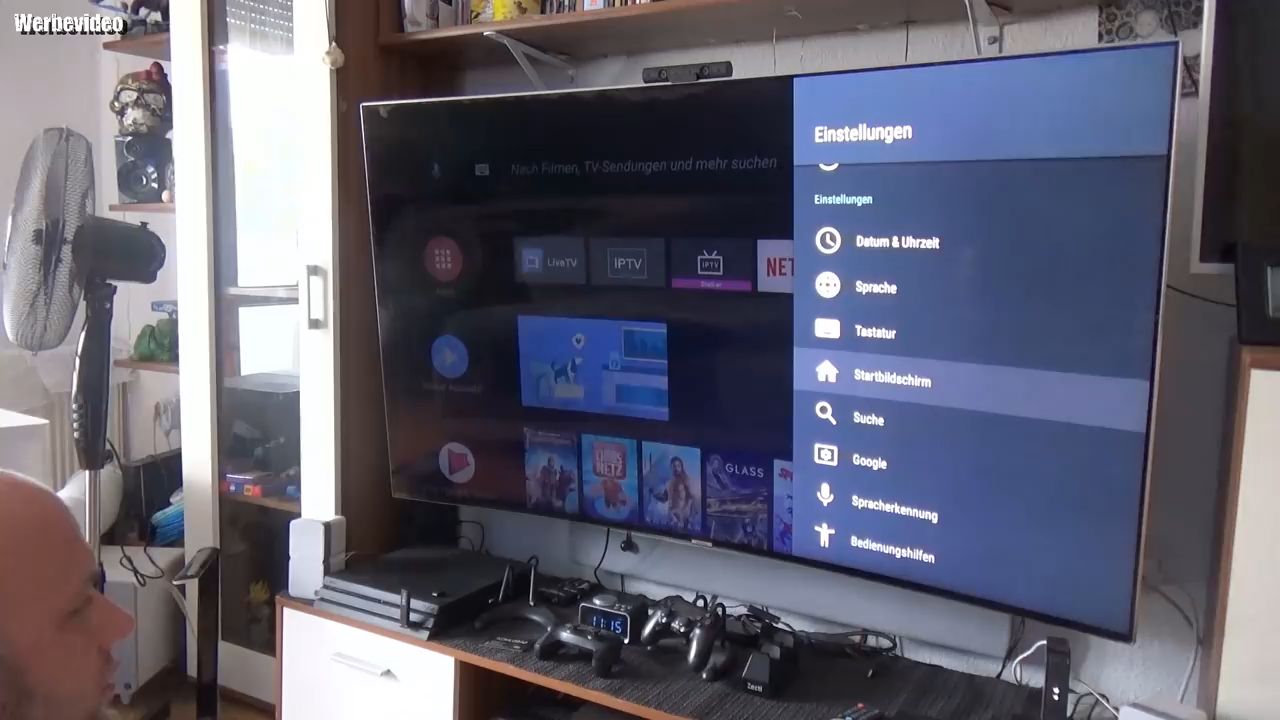 Werbevideo
Einstellungen
Nach Filmen, TV-Sendungen und mehr suchen
Einstellungen
Datum & Uhrzeit
LiveTV
IPTV
IPTV
NET
Sprache
Tastatur
Startbildschirm
Suche
Google
GLASS
Spracherkennung
Bedienungshilfen
11:15